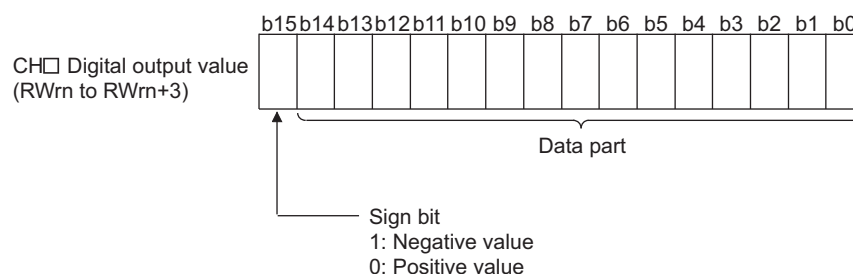 b15 b14 b13 b12 b11 b10 b9 b8 b7 b6 b5 b4 b3 b2 b1 b0
CH□ Digital output value
(RWrn to RWrn+3)
Data part
Sign bit
1: Negative value
0: Positive value